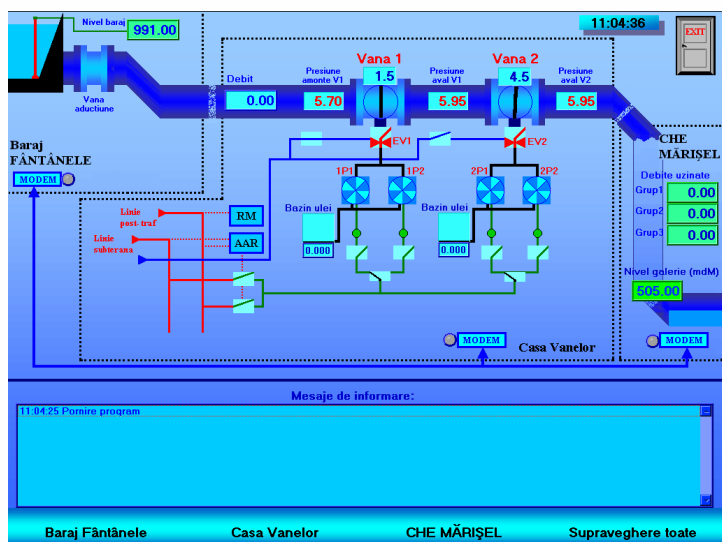 Nivel baraj
991.00
11:04:36
EXIT
Vana
aductiune
Debit
0.00
Presiune
amonte V1
5.70
Vana 1
1.5
Presiune
aval V1
5.95
Vana 2
4.5
Presiune
aval V2
5.95
Baraj
FÂNTÂNELE
MODEM
CHE
MĂRIŞEL
Debite uzinate
Grup1 0.00
Grup2 0.00
Grup3 0.00
Nivel galerie (mdM)
505.00
EV1
EV2
1P1
1P2
2P1
2P2
Bazin ulei
0.000
Bazin ulei
0.000
Linie
post-traf
RM
Linie
subterana
AAR
MODEM
Casa Vanelor
MODEM
Mesaje de informare:
11:04:25 Pornire program
Baraj Fântânele Casa Vanelor CHE MĂRIŞEL Supraveghere toate